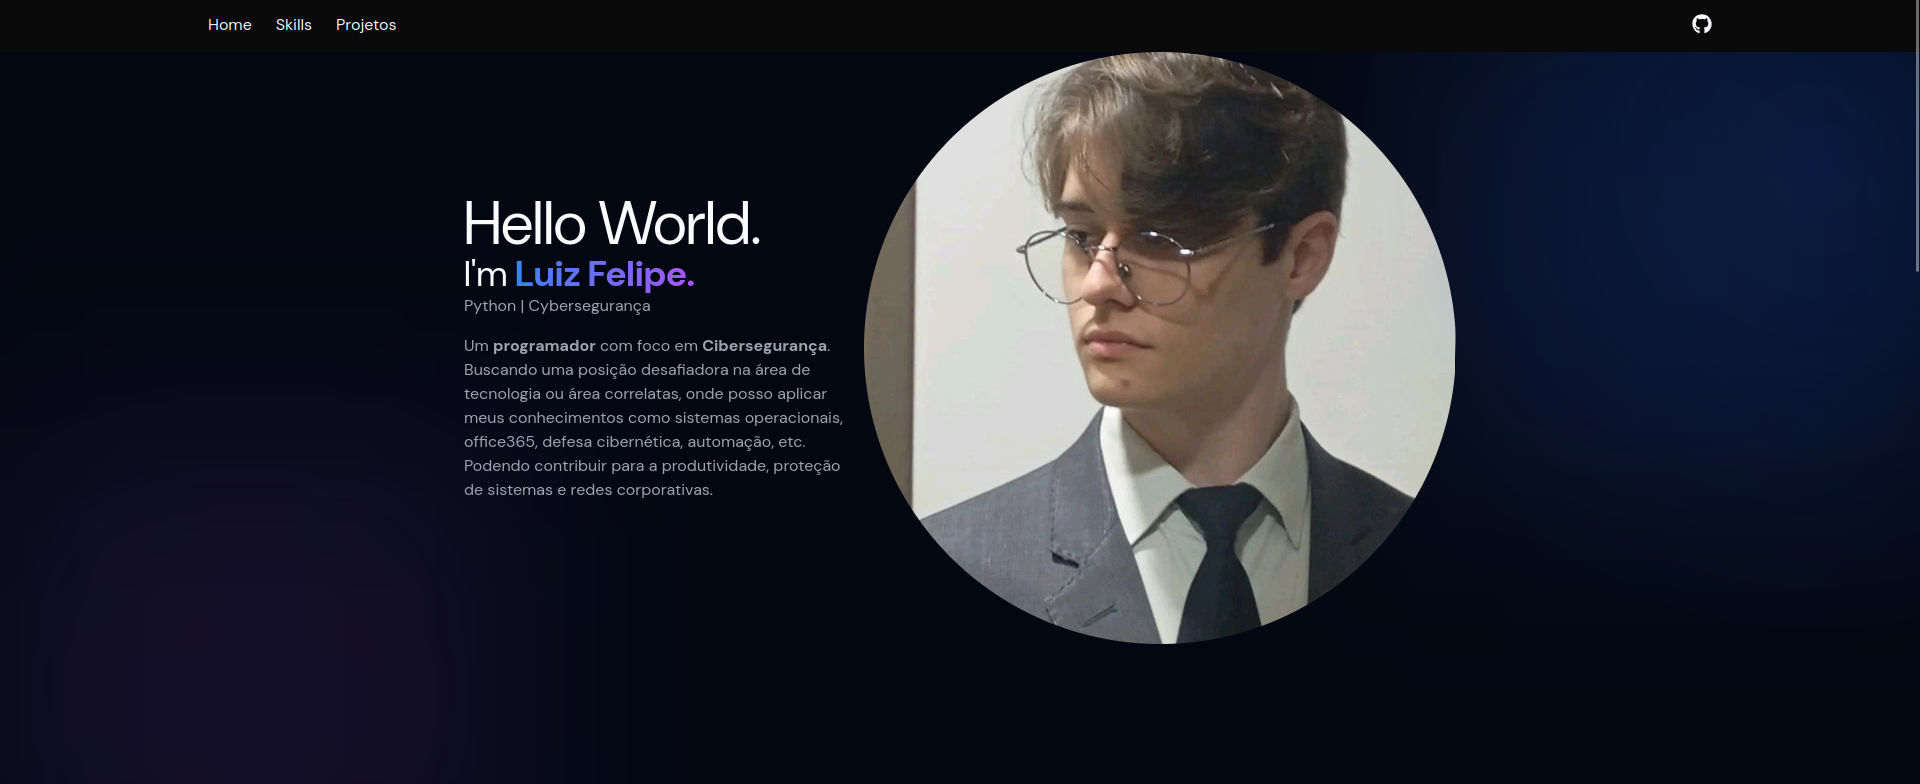 Home Skills Projetos
Hello World.
I'm Luiz Felipe.
Python | Cybersegurança
Um programador com foco em Cibersegurança.
Buscando uma posição desafiadora na área de
tecnologia ou área correlatas, onde posso aplicar
meus conhecimentos como sistemas operacionais,
office365, defesa cibernética, automação, etc.
Podendo contribuir para a produtividade, proteção
de sistemas e redes corporativas.